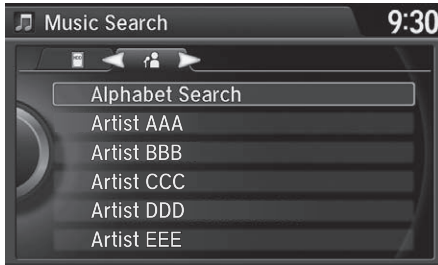 Music Search
9:30
Alphabet Search
Artist AAA
Artist BBB
Artist CCC
Artist DDD
Artist EEE